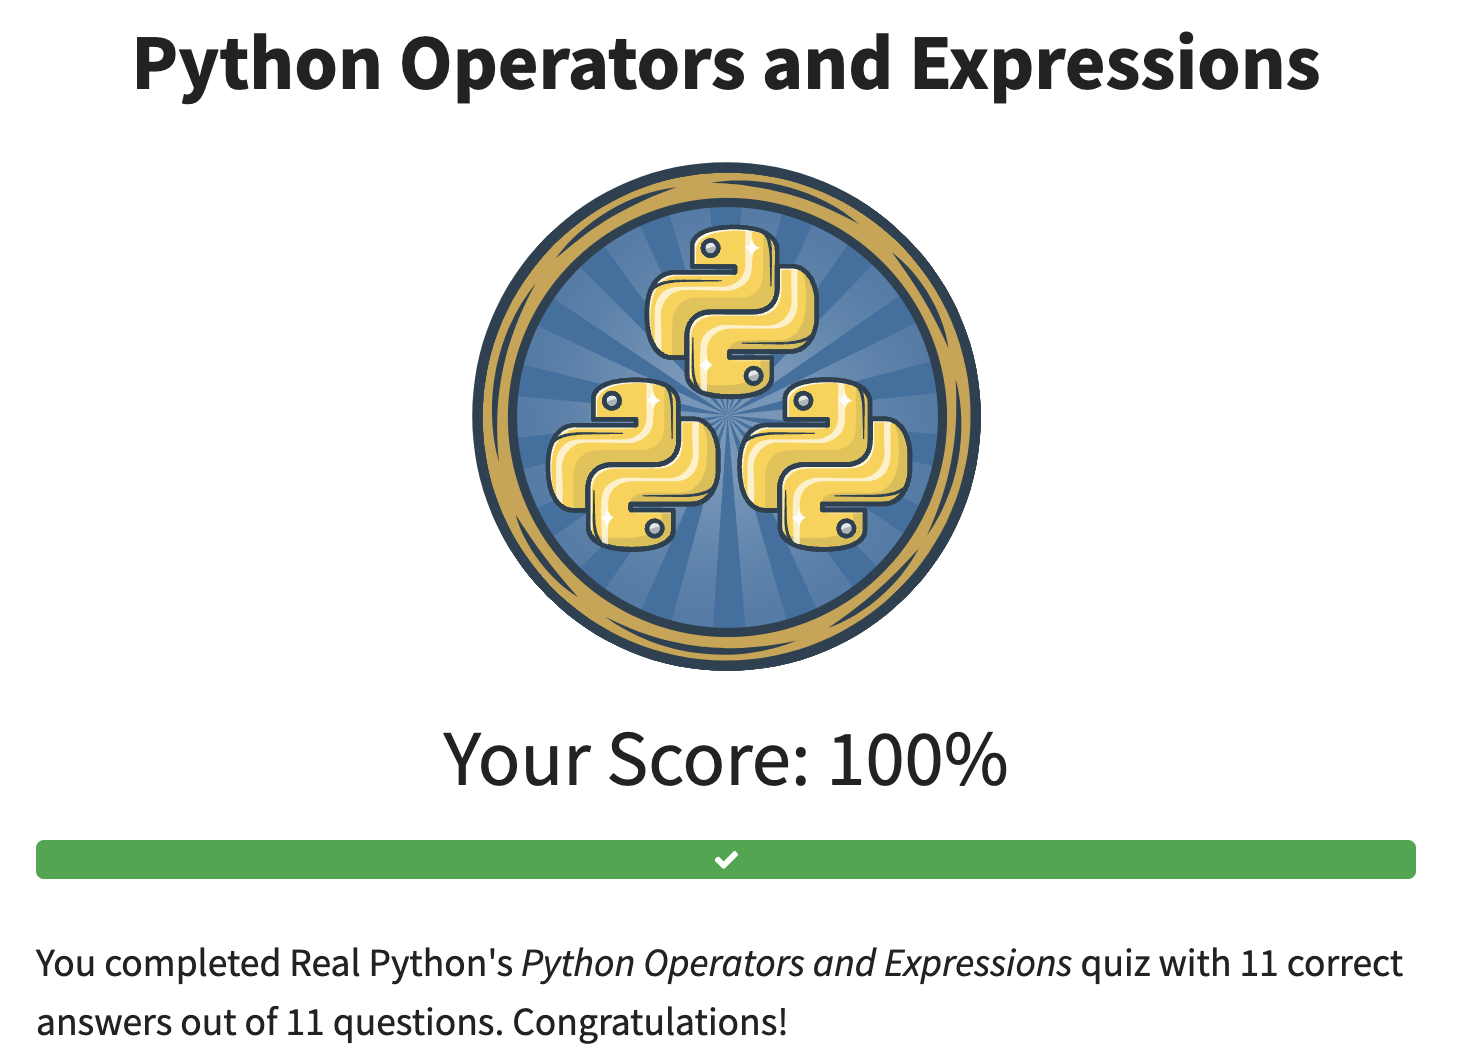 Python Operators and Expressions
Your Score: 100%
You completed Real Python's Python Operators and Expressions quiz with 11 correct
answers out of 11 questions. Congratulations!